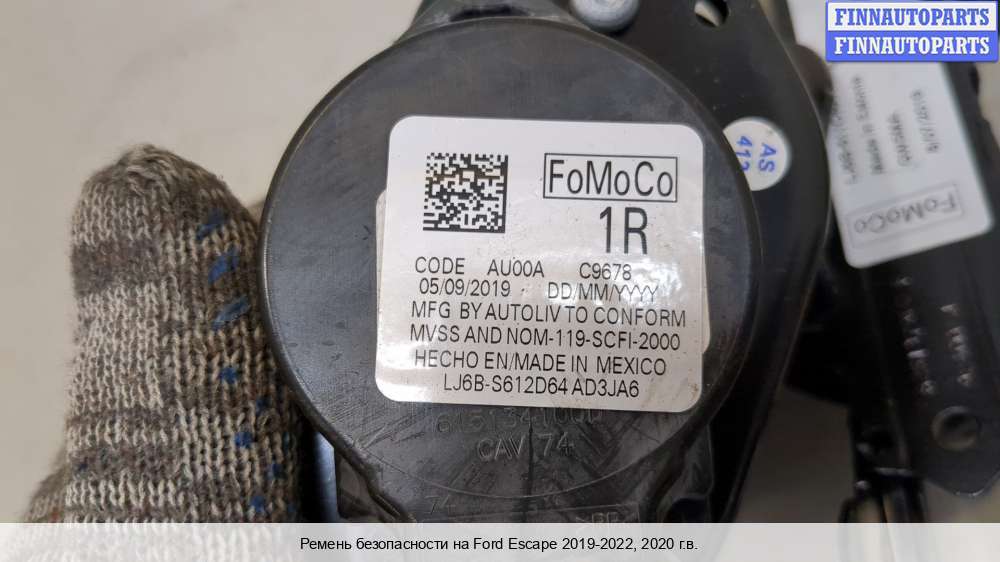 FINNAUTOPARTS
FINNAUTOPARTS
FoMoCo
1R
CODE AU00A C9678
05/09/2019 DD/MM/YYYY
MFG BY AUTOLIV TO CONFORM
MVSS AND NOM-119-SCFI-2000
HECHO EN/MADE IN MEXICO
LJ6B-S612D64 AD3JA6
CAV 74
74
AS
413
FoMoCo
Ремень безопасности на Ford Escape 2019-2022, 2020 г.в.